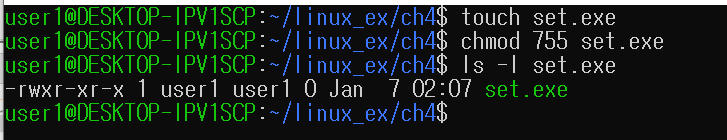 user1@DESKTOP-IPV1SCP:~/linux_ex/ch4$ touch set.exe
user1@DESKTOP-IPV1SCP:~/linux_ex/ch4$ chmod 755 set.exe
user1@DESKTOP-IPV1SCP:~/linux_ex/ch4$ ls -l set.exe
-rwxr-xr-x 1 user1 user1 0 Jan  7 02:07 set.exe
user1@DESKTOP-IPV1SCP:~/linux_ex/ch4$